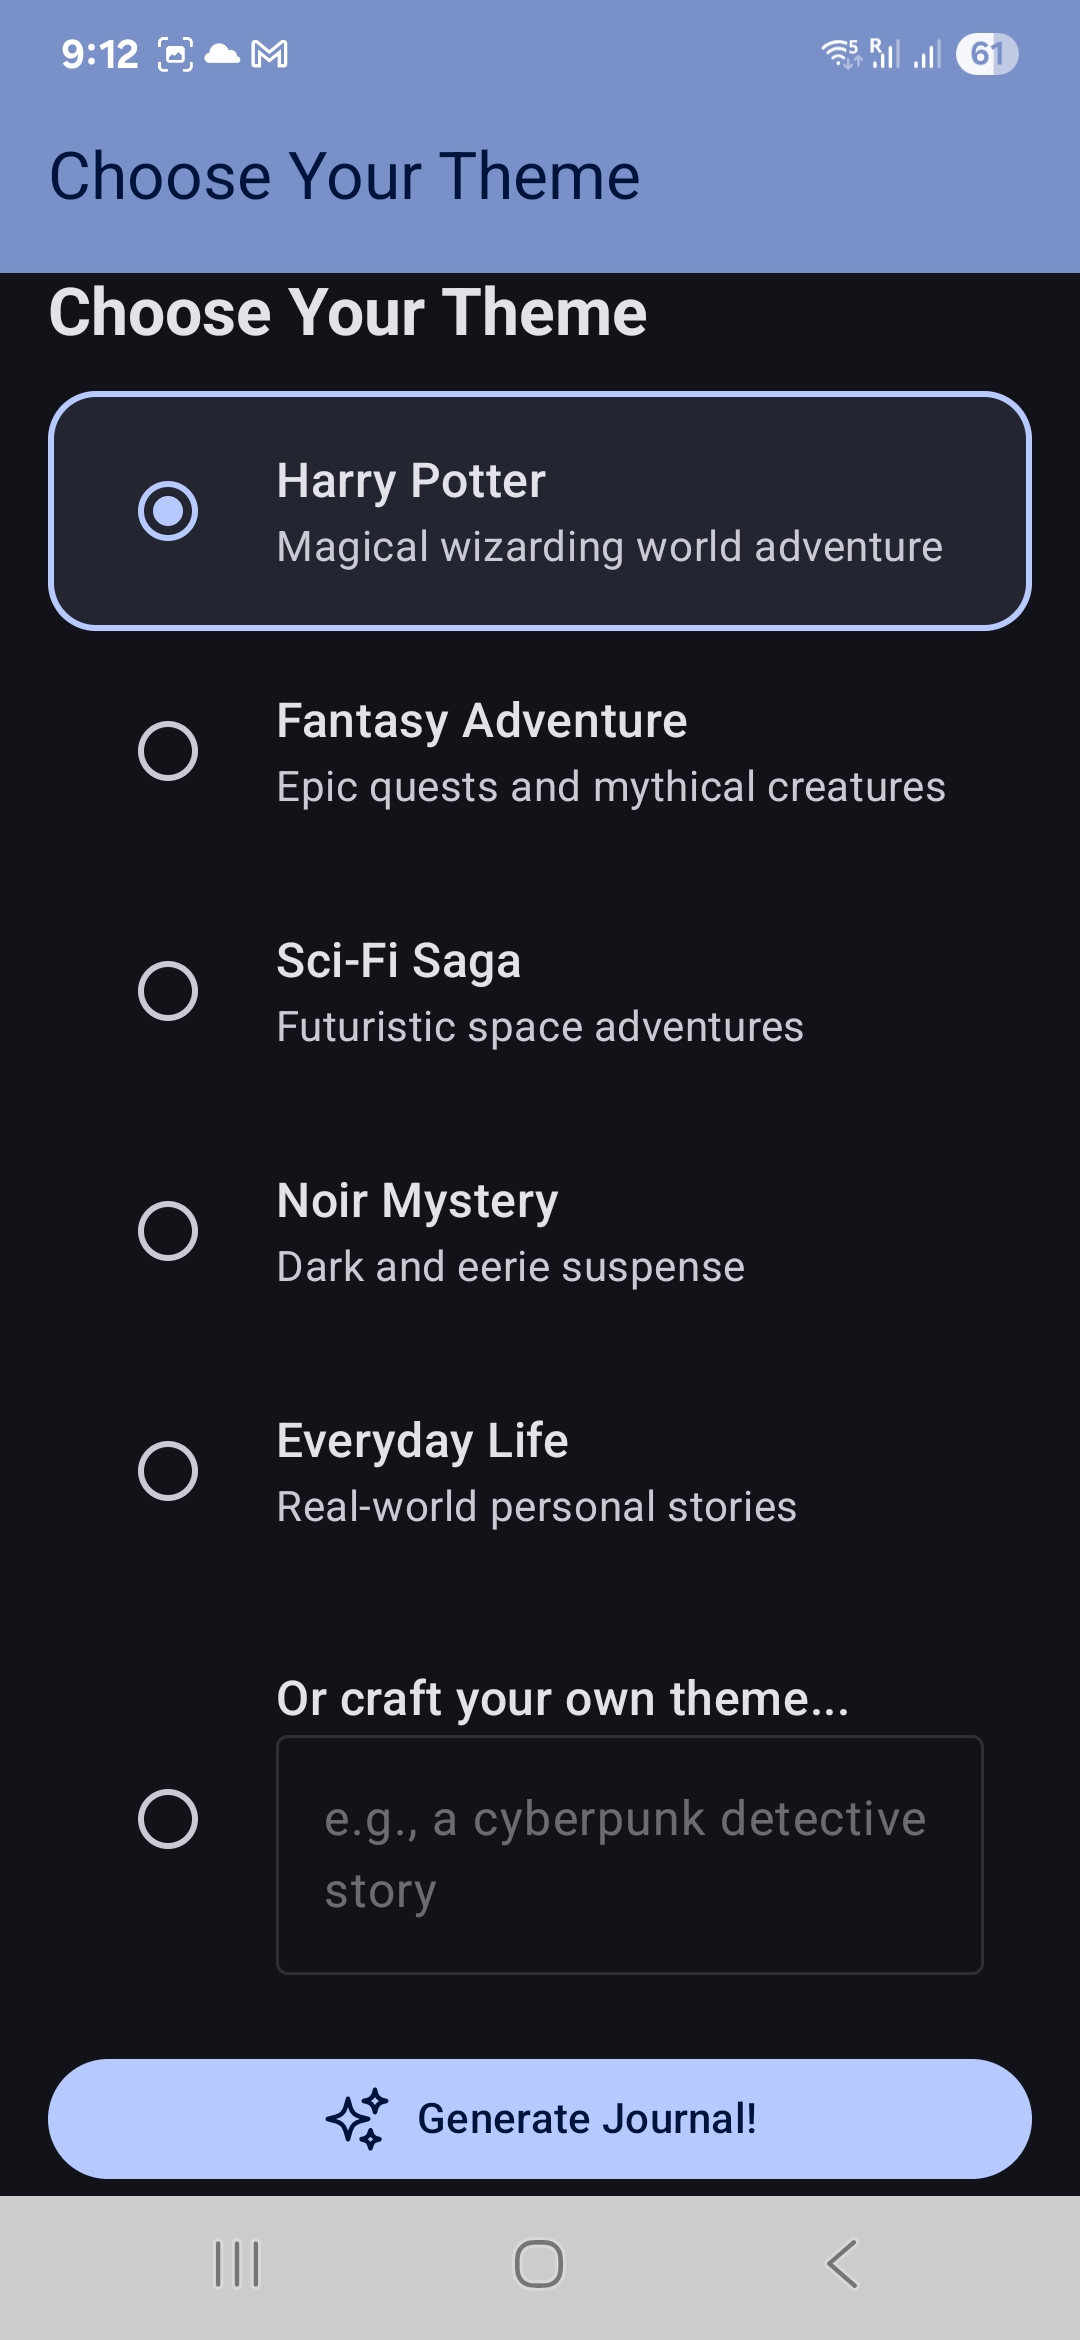 9:12
5 R 61
Choose Your Theme
Choose Your Theme
Harry Potter
Magical wizarding world adventure
Fantasy Adventure
Epic quests and mythical creatures
Sci-Fi Saga
Futuristic space adventures
Noir Mystery
Dark and eerie suspense
Everyday Life
Real-world personal stories
Or craft your own theme...
e.g., a cyberpunk detective
story
Generate Journal!